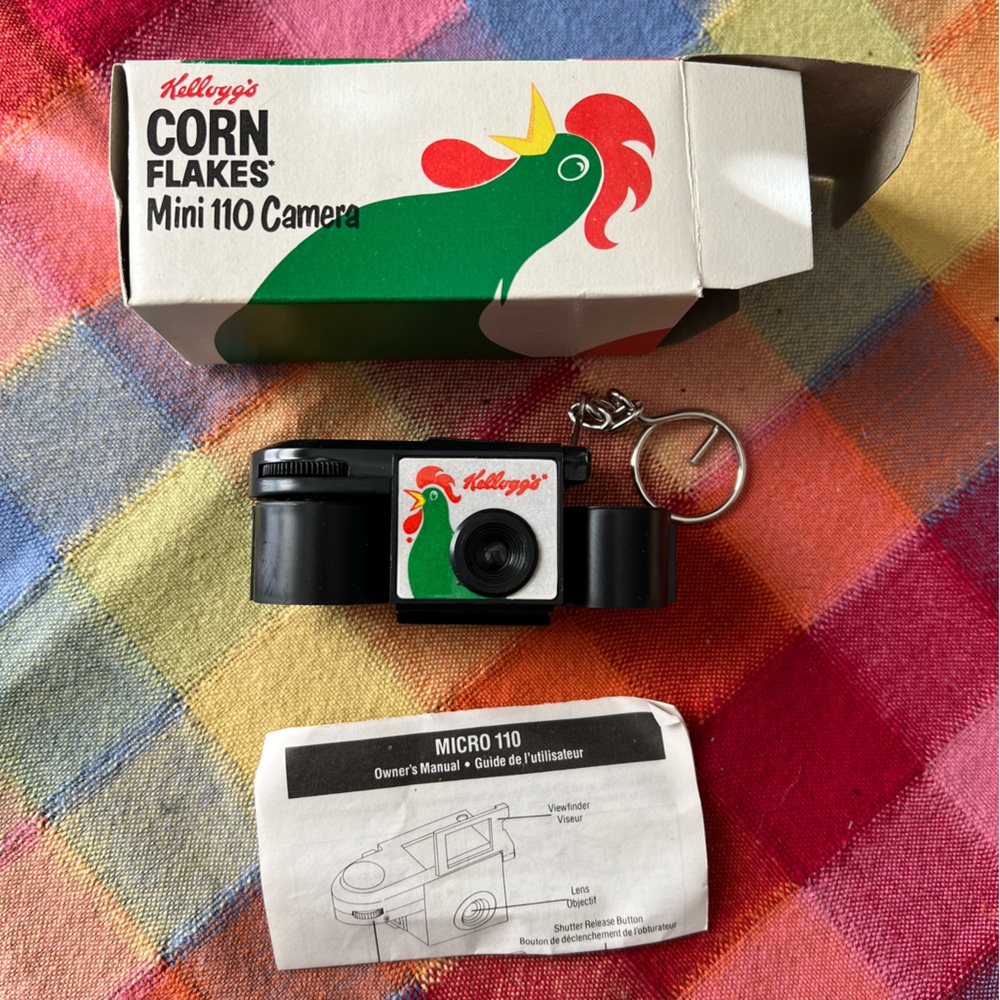 Kellogg's
CORN
FLAKES*
Mini 110 Camera
Kellogg's*
MICRO 110
Owner's Manual • Guide de l'utilisateur
Viewfinder
Viseur
Lens
Objectif
Shutter Release Button
Bouton de déclenchement de l'obturateur